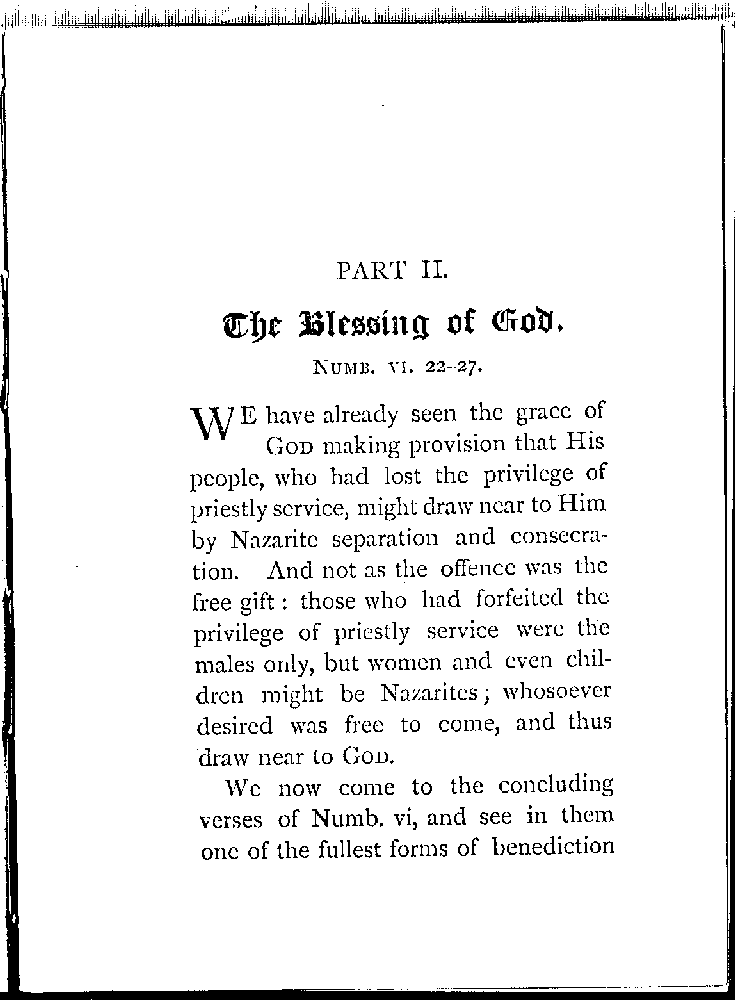 PART II.
The Blessing of God.
NUMB. VI. 22-27.
WE have already seen the grace of
GOD making provision that His
people, who had lost the privilege of
priestly service, might draw near to Him
by Nazarite separation and consecra-
tion. And not as the offence was the
free gift: those who had forfeited the
privilege of priestly service were the
males only, but women and even chil-
dren might be Nazarites; whosoever
desired was free to come, and thus
draw near to GOD.
We now come to the concluding
verses of Numb. vi, and see in them
one of the fullest forms of benediction